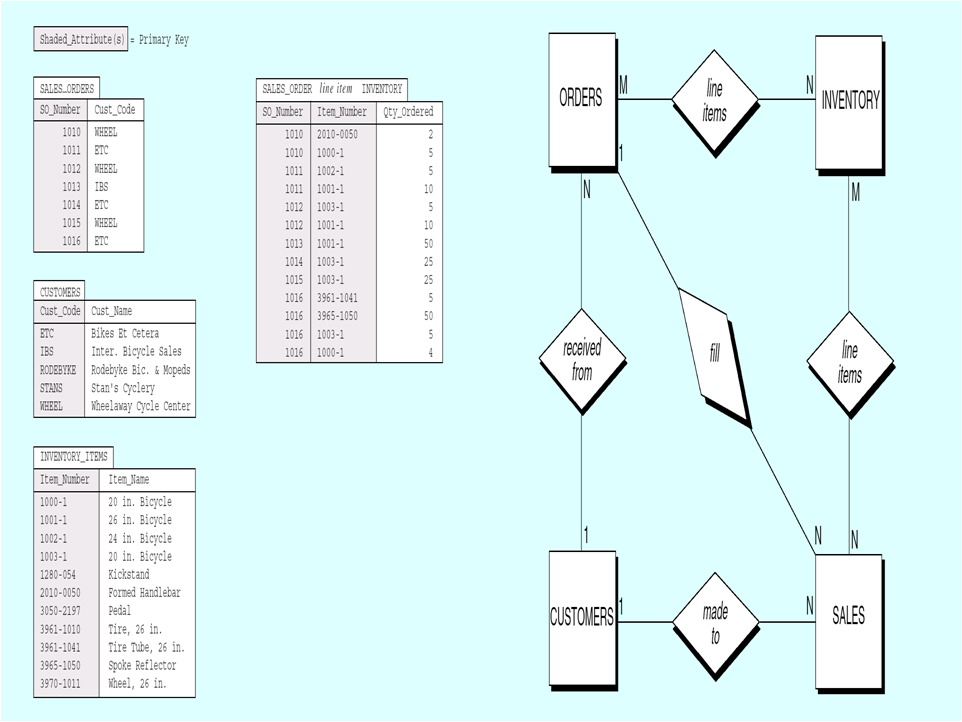 Shaded_Attribute(s) = Primary Key
SALES_ORDERS
SO_Number Cust_Code
1010 WHEEL
1011 ETC
1012 WHEEL
1013 IBS
1014 ETC
1015 WHEEL
1016 ETC
CUSTOMERS
Cust_Code Cust_Name
ETC Bikes Et Cetera
IBS Inter. Bicycle Sales
RODEBYKE Rodebyke Bic. & Mopeds
STANS Stan's Cyclery
WHEEL Wheelaway Cycle Center
INVENTORY_ITEMS
Item_Number Item_Name
1000-1 20 in. Bicycle
1001-1 26 in. Bicycle
1002-1 24 in. Bicycle
1003-1 20 in. Bicycle
1280-054 Kickstand
2010-0050 Formed Handlebar
3050-2197 Pedal
3961-1010 Tire, 26 in.
3961-1041 Tire Tube, 26 in.
3965-1050 Spoke Reflector
3970-1011 Wheel, 26 in.
SALES_ORDER line item INVENTORY
SO_Number Item_Number Qty_Ordered
1010 2010-0050 2
1010 1000-1 5
1011 1002-1 5
1011 1001-1 10
1012 1003-1 5
1012 1001-1 10
1013 1001-1 50
1014 1003-1 25
1015 1003-1 25
1016 3961-1041 5
1016 3965-1050 50
1016 1003-1 5
1016 1000-1 4
ORDERS
M
line
items
N
INVENTORY
1
N
M
received
from
fill
line
items
1
N
N
CUSTOMERS
1
made
to
N
SALES